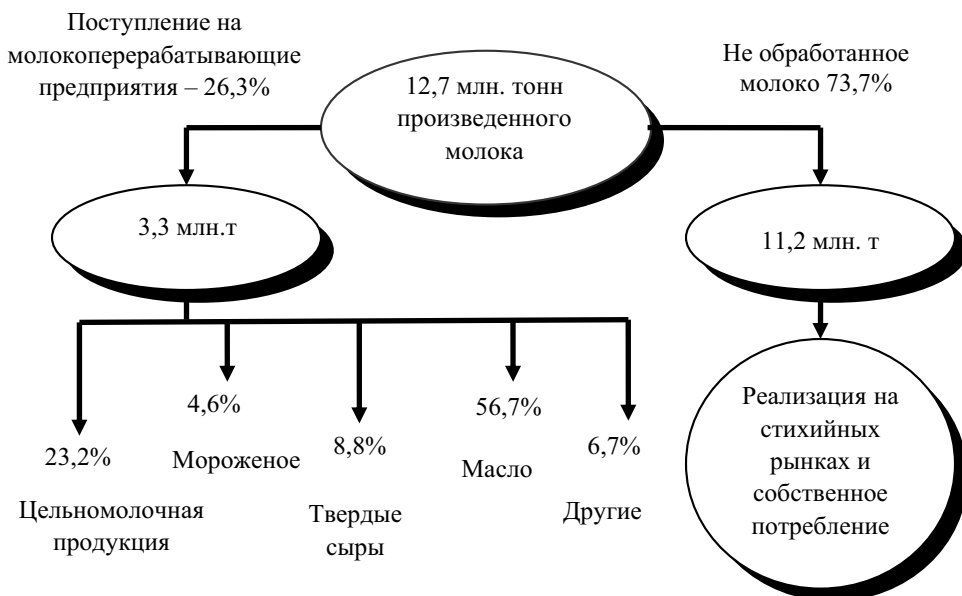 Поступление на
молокоперерабатывающие
предприятия – 26,3%
12,7 млн. тонн
произведенного
молока
Не обработанное
молоко 73,7%
3,3 млн.т
11,2 млн. т
23,2%
Цельномолочная
продукция
4,6%
Мороженое
8,8%
Твердые
сыры
56,7%
Масло
6,7%
Другие
Реализация на
стихийных
рынках и
собственное
потребление